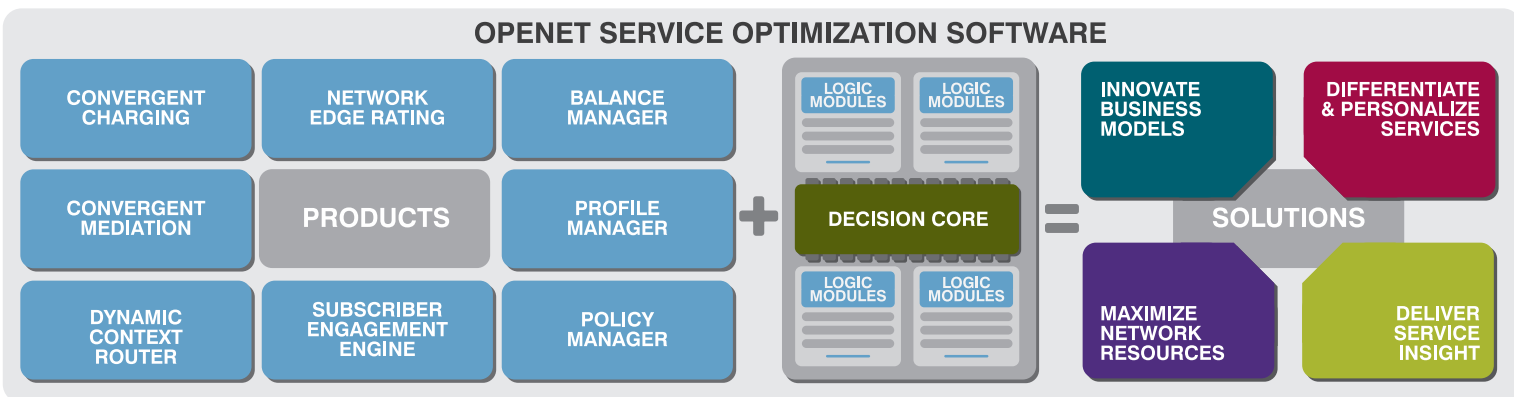 OPENET SERVICE OPTIMIZATION SOFTWARE
CONVERGENT
CHARGING
NETWORK
EDGE RATING
BALANCE
MANAGER
CONVERGENT
MEDIATION
PRODUCTS
PROFILE
MANAGER
DYNAMIC
CONTEXT
ROUTER
SUBSCRIBER
ENGAGEMENT
ENGINE
POLICY
MANAGER
+
LOGIC
MODULES
LOGIC
MODULES
DECISION CORE
LOGIC
MODULES
LOGIC
MODULES
=
INNOVATE
BUSINESS
MODELS
DIFFERENTIATE
& PERSONALIZE
SERVICES
SOLUTIONS
MAXIMIZE
NETWORK
RESOURCES
DELIVER
SERVICE
INSIGHT